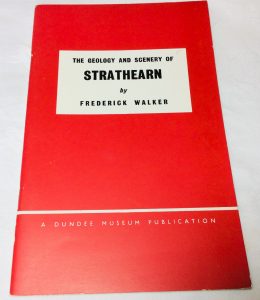 THE GEOLOGY AND SCENERY OF
STRATHEARN
by
FREDERICK WALKER
A DUNDEE MUSEUM PUBLICATION